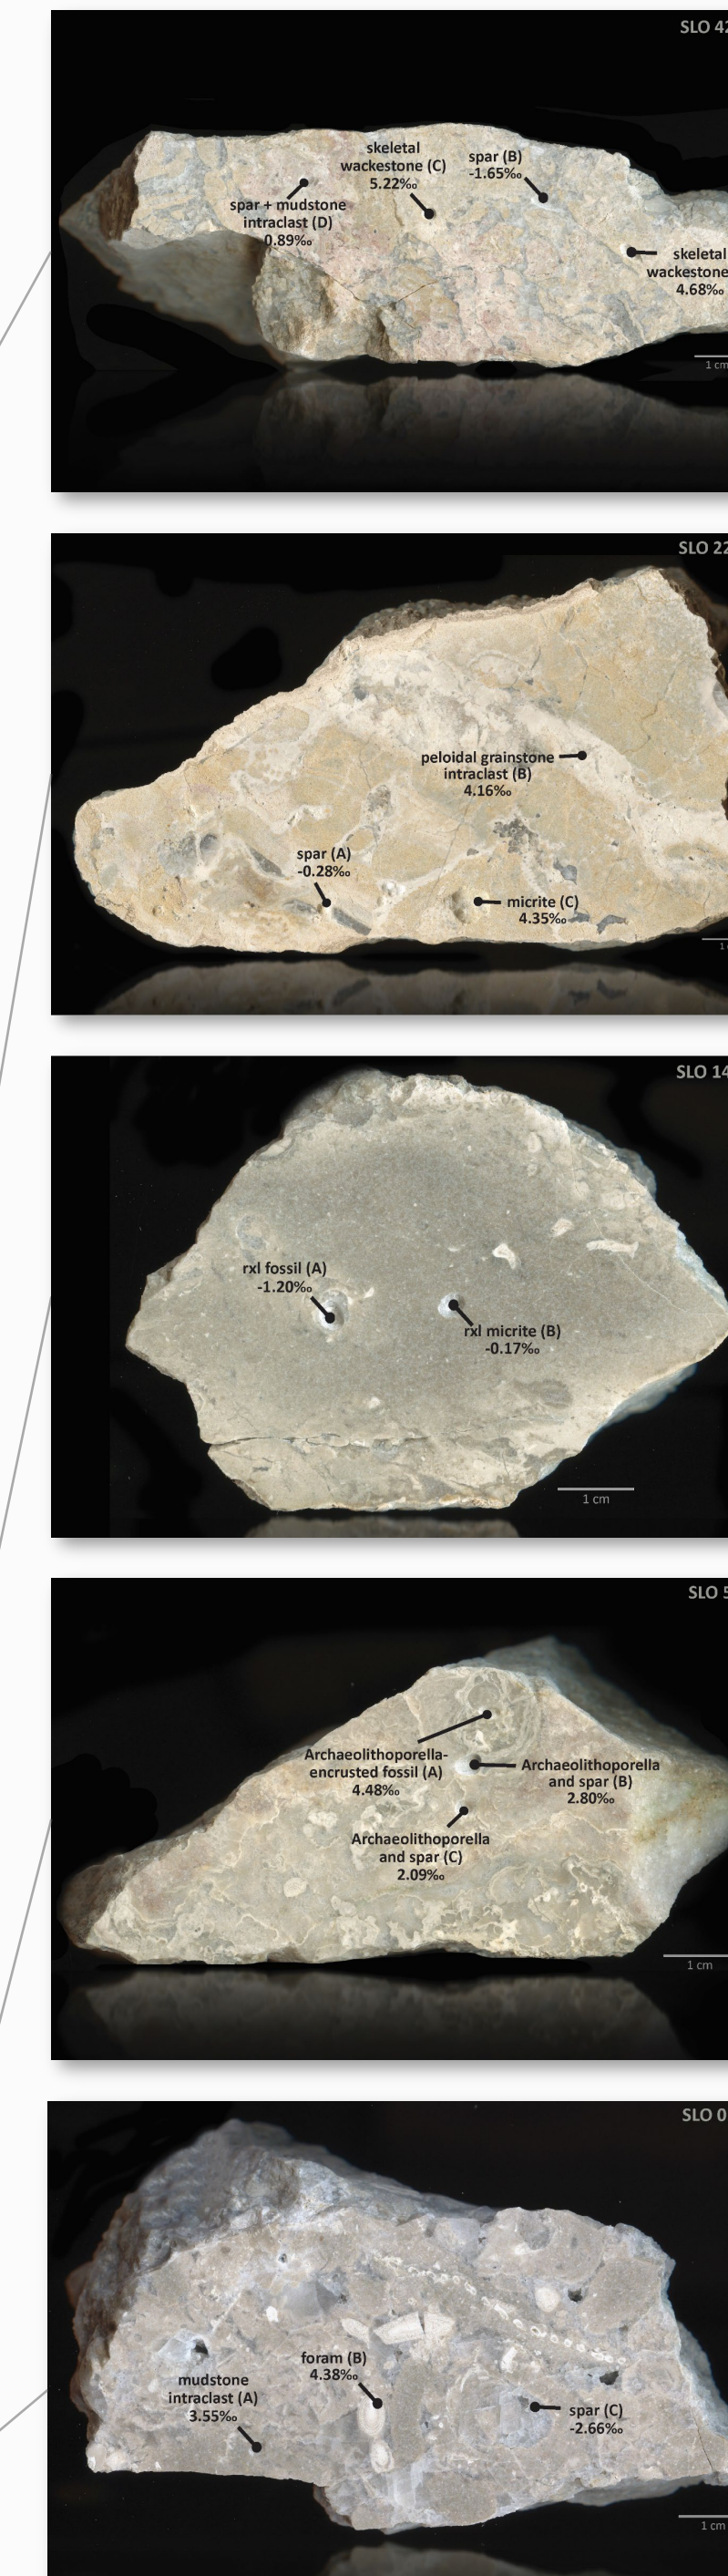 SLO 42
skeletal
wackestone (C)
5.22‰
spar (B)
-1.65‰
spar + mudstone
intraclast (D)
0.89‰
skeletal
wackestone
4.68‰
1 cm
SLO 22
peloidal grainstone
intraclast (B)
4.16‰
spar (A)
-0.28‰
micrite (C)
4.35‰
1
SLO 14
rxl fossil (A)
-1.20‰
rxl micrite (B)
-0.17‰
1 cm
SLO 5
Archaeolithoporella-
encrusted fossil (A)
4.48‰
Archaeolithoporella
and spar (B)
2.80‰
Archaeolithoporella
and spar (C)
2.09‰
1 cm
SLO 0
foram (B)
4.38‰
mudstone
intraclast (A)
3.55‰
spar (C)
-2.66‰
1 cm